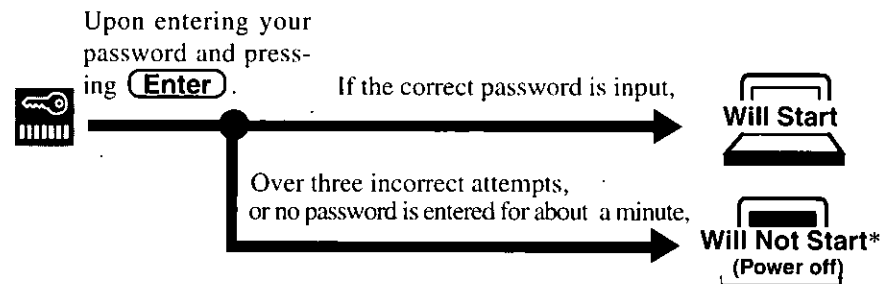 Upon entering your
password and press-
ing Enter.
If the correct password is input,
Will Start
Over three incorrect attempts,
or no password is entered for about a minute,
Will Not Start*
(Power off)